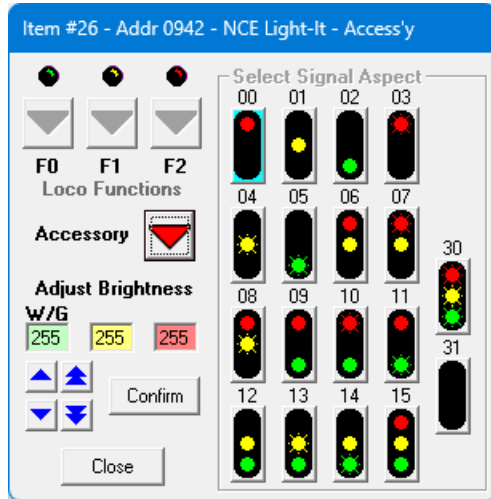 Item #26 - Addr 0942 - NCE Light-It - Access'y
F0 F1 F2
Loco Functions
Accessory
Adjust Brightness
W/G
255 255 255
Confirm
Close
Select Signal Aspect
00 01 02 03
04 05 06 07
30
08 09 10 11
31
12 13 14 15